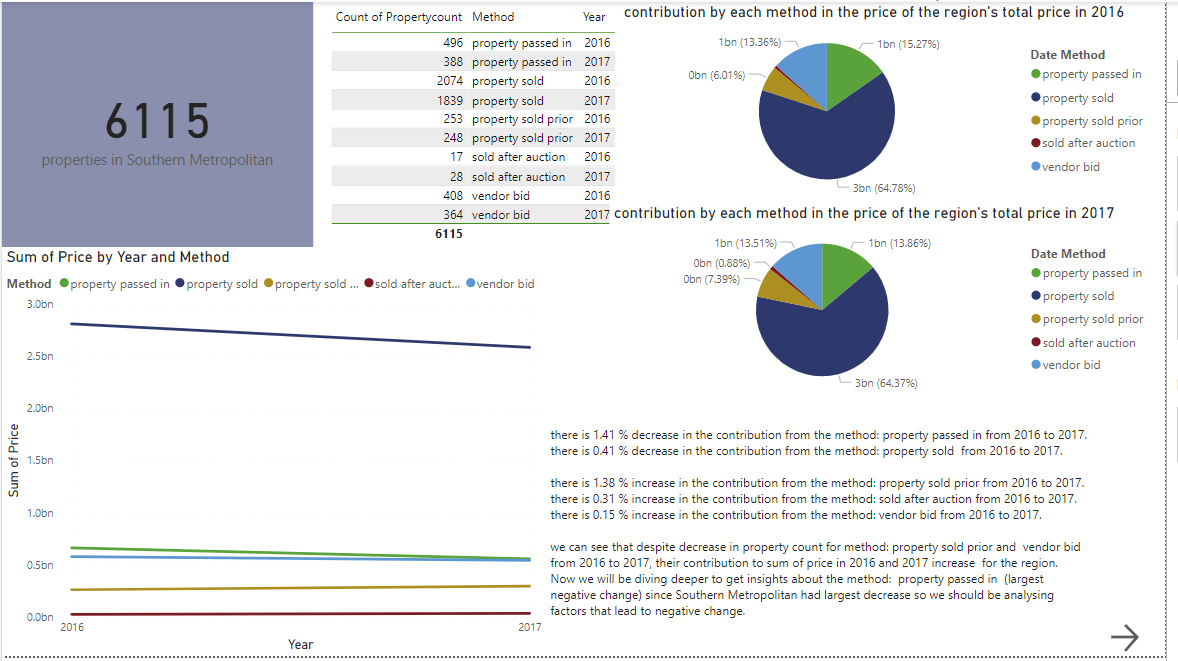 6115
properties in Southern Metropolitan
Count of Propertycount Method Year
496 property passed in 2016
388 property passed in 2017
2074 property sold 2016
1839 property sold 2017
253 property sold prior 2016
248 property sold prior 2017
17 sold after auction 2016
28 sold after auction 2017
408 vendor bid 2016
364 vendor bid 2017
6115
contribution by each method in the price of the region's total price in 2016
1bn (13.36%)
1bn (15.27%)
0bn (6.01%)
3bn (64.78%)
Date Method
property passed in
property sold
property sold prior
sold after auction
vendor bid
contribution by each method in the price of the region's total price in 2017
1bn (13.51%)
1bn (13.86%)
0bn (0.88%)
0bn (7.39%)
3bn (64.37%)
Date Method
property passed in
property sold
property sold prior
sold after auction
vendor bid
Sum of Price by Year and Method
Method property passed in property sold property sold ... sold after auct... vendor bid
3.0bn
2.5bn
2.0bn
1.5bn
1.0bn
0.5bn
0.0bn
Sum of Price
2016 2017
Year
there is 1.41 % decrease in the contribution from the method: property passed in from 2016 to 2017.
there is 0.41 % decrease in the contribution from the method: property sold  from 2016 to 2017.
there is 1.38 % increase in the contribution from the method: property sold prior from 2016 to 2017.
there is 0.31 % increase in the contribution from the method: sold after auction from 2016 to 2017.
there is 0.15 % increase in the contribution from the method: vendor bid from 2016 to 2017.
we can see that despite decrease in property count for method: property sold prior and  vendor bid
from 2016 to 2017, their contribution to sum of price in 2016 and 2017 increase  for the region.
Now we will be diving deeper to get insights about the method:  property passed in  (largest
negative change) since Southern Metropolitan had largest decrease so we should be analysing
factors that lead to negative change.